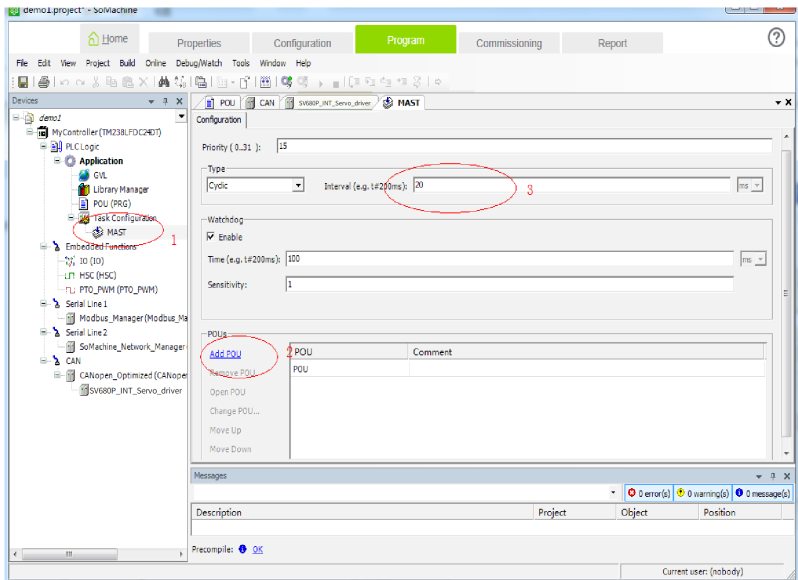 demo1.project* - SoMachine
Home Properties Configuration Program Commissioning Report
File Edit View Project Build Online Debug/Watch Tools Window Help
Devices
demo1
MyController (TM238LFDC24DT)
PLC Logic
Application
GVL
Library Manager
POU (PRG)
Task Configuration
MAST
1
Embedded Functions
IO (IO)
HSC (HSC)
PTO_PWM (PTO_PWM)
Serial Line 1
Modbus_Manager (Modbus_Ma
Serial Line 2
SoMachine_Network_Manager
CAN
CANopen_Optimized (CANoper
SV680P_INT_Servo_driver
POU CAN SV680P_INT_Servo_driver MAST
Configuration
Priority ( 0..31 ): 15
Type
Cyclic Interval (e.g. t#200ms): 20 3 ms
Watchdog
Enable
Time (e.g. t#200ms): 100 ms
Sensitivity: 1
POUs
Add POU 2 POU Comment
Remove POU POU
Open POU
Change POU...
Move Up
Move Down
Messages
0 error(s) 0 warning(s) 0 message(s)
Description Project Object Position
Precompile: OK
Current user: (nobody)